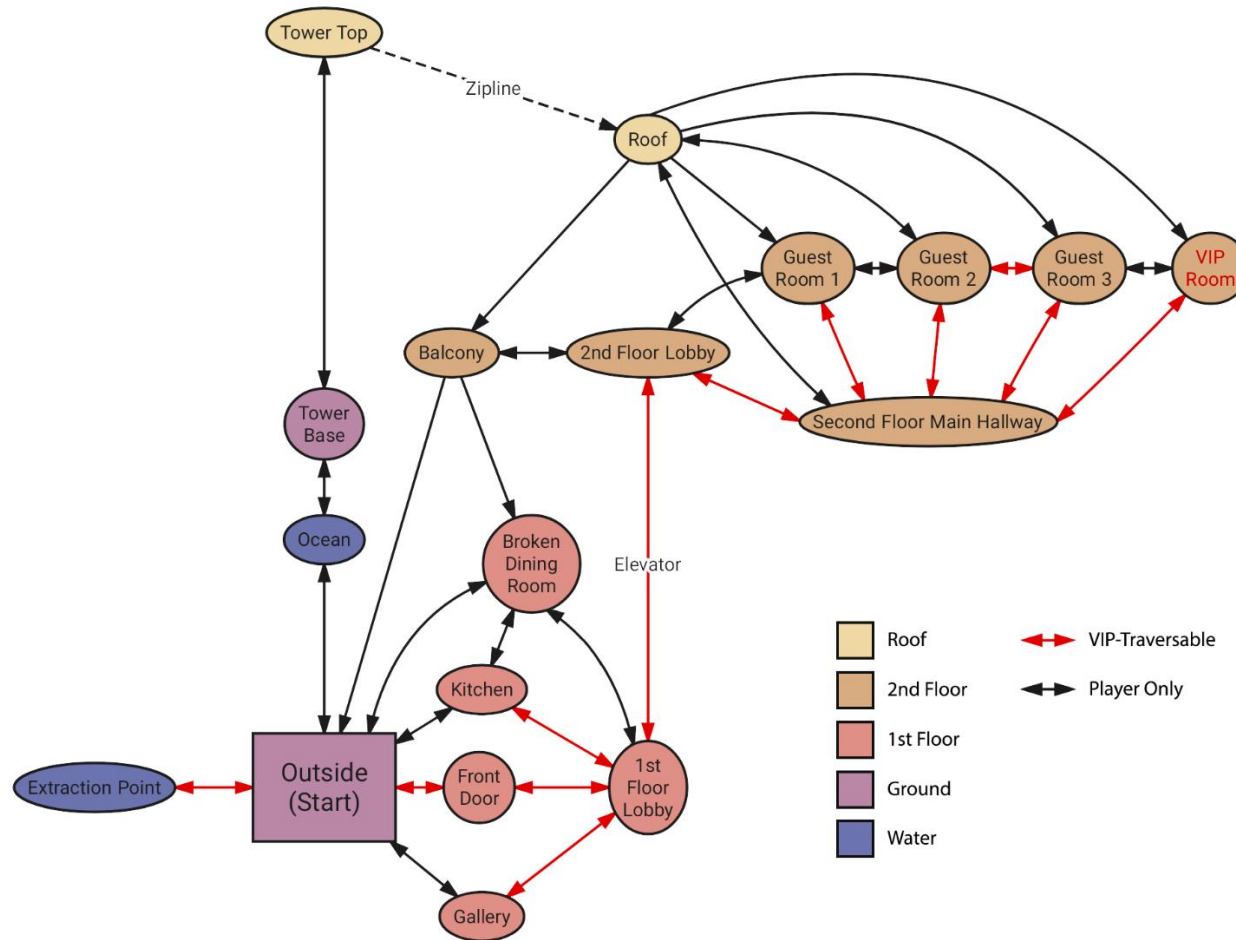 Tower Top
Zipline
Roof
Guest
Room 1
Guest
Room 2
Guest
Room 3
VIP
Room
Balcony
2nd Floor Lobby
Second Floor Main Hallway
Tower
Base
Ocean
Broken
Dining
Room
Elevator
Kitchen
Extraction Point
Outside
(Start)
Front
Door
1st
Floor
Lobby
Gallery
Roof
2nd Floor
1st Floor
Ground
Water
VIP-Traversable
Player Only